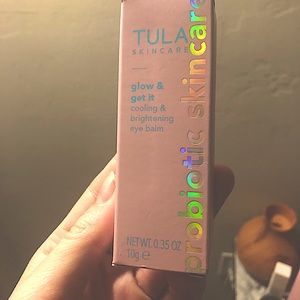 TULA
SKINCARE
glow &
get it
cooling &
brightening
eye balm
NET WT. 0.35 OZ
10g ℮
probiotic skincare